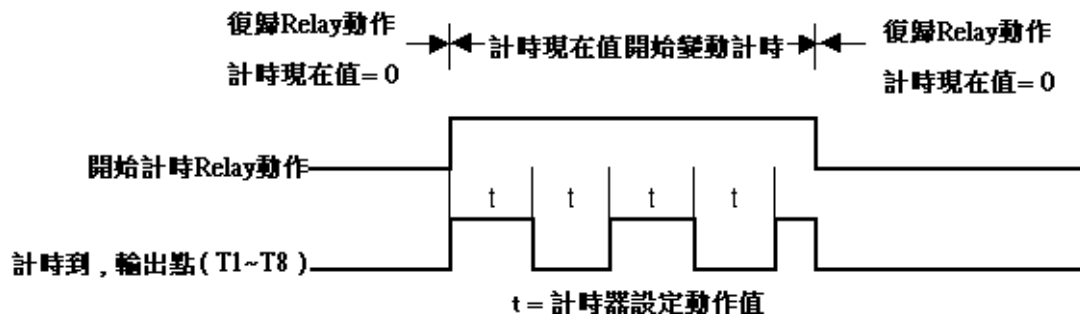 復歸Relay動作
計時現在值= 0
計時現在值開始變動計時
復歸Relay動作
計時現在值= 0
開始計時Relay動作
t
t
t
t
計時到 , 輸出點( T1~T8 )
t = 計時器設定動作值